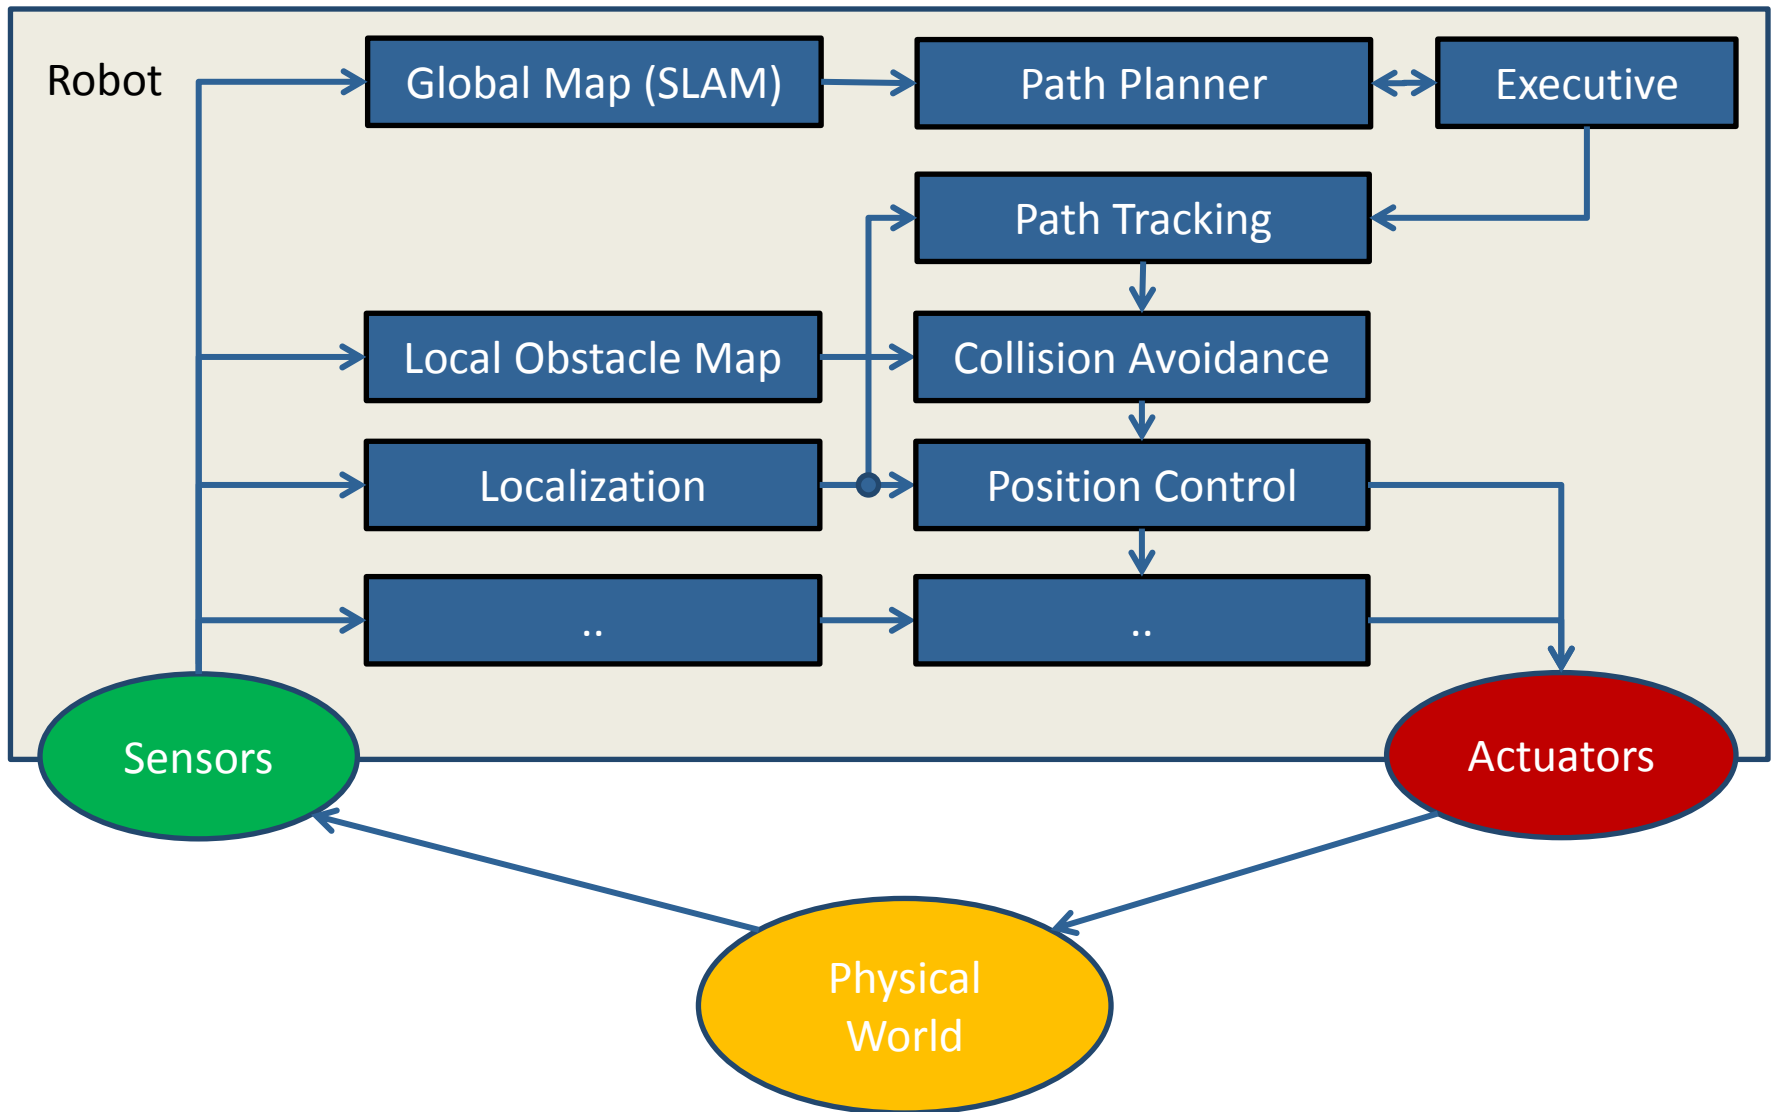 Robot
Global Map (SLAM)
Path Planner
Executive
Path Tracking
Local Obstacle Map
Collision Avoidance
Localization
Position Control
..
..
Sensors
Actuators
Physical
World